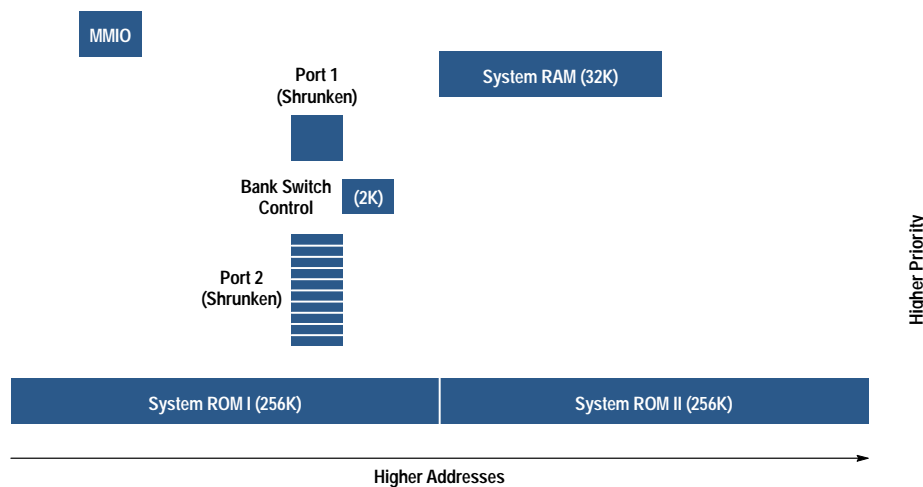 MMIO
Port 1
(Shrunken)
System RAM (32K)
Bank Switch
Control
(2K)
Port 2
(Shrunken)
Higher Priority
System ROM I (256K)
System ROM II (256K)
Higher Addresses